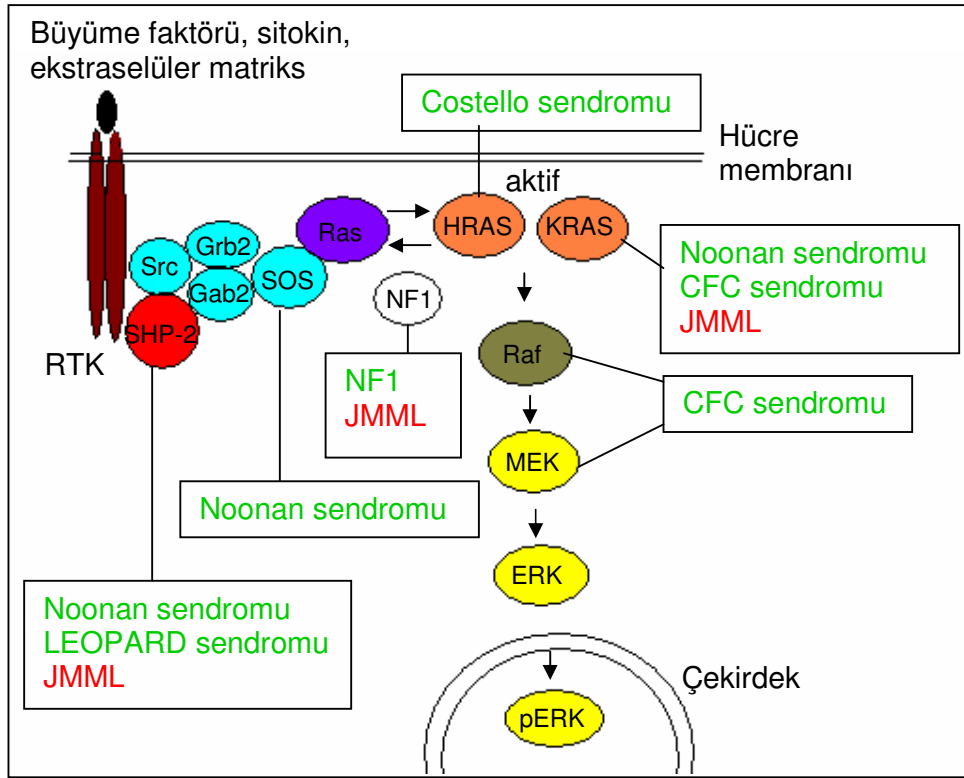 Büyüme faktörü, sitokin,
ekstraselüler matriks
Costello sendromu
Hücre
membranı
aktif
Ras
HRAS
KRAS
Grb2
Src
Gab2
SOS
SHP-2
RTK
NF1
Noonan sendromu
CFC sendromu
JMML
Raf
NF1
JMML
CFC sendromu
MEK
Noonan sendromu
ERK
Noonan sendromu
LEOPARD sendromu
JMML
Çekirdek
pERK